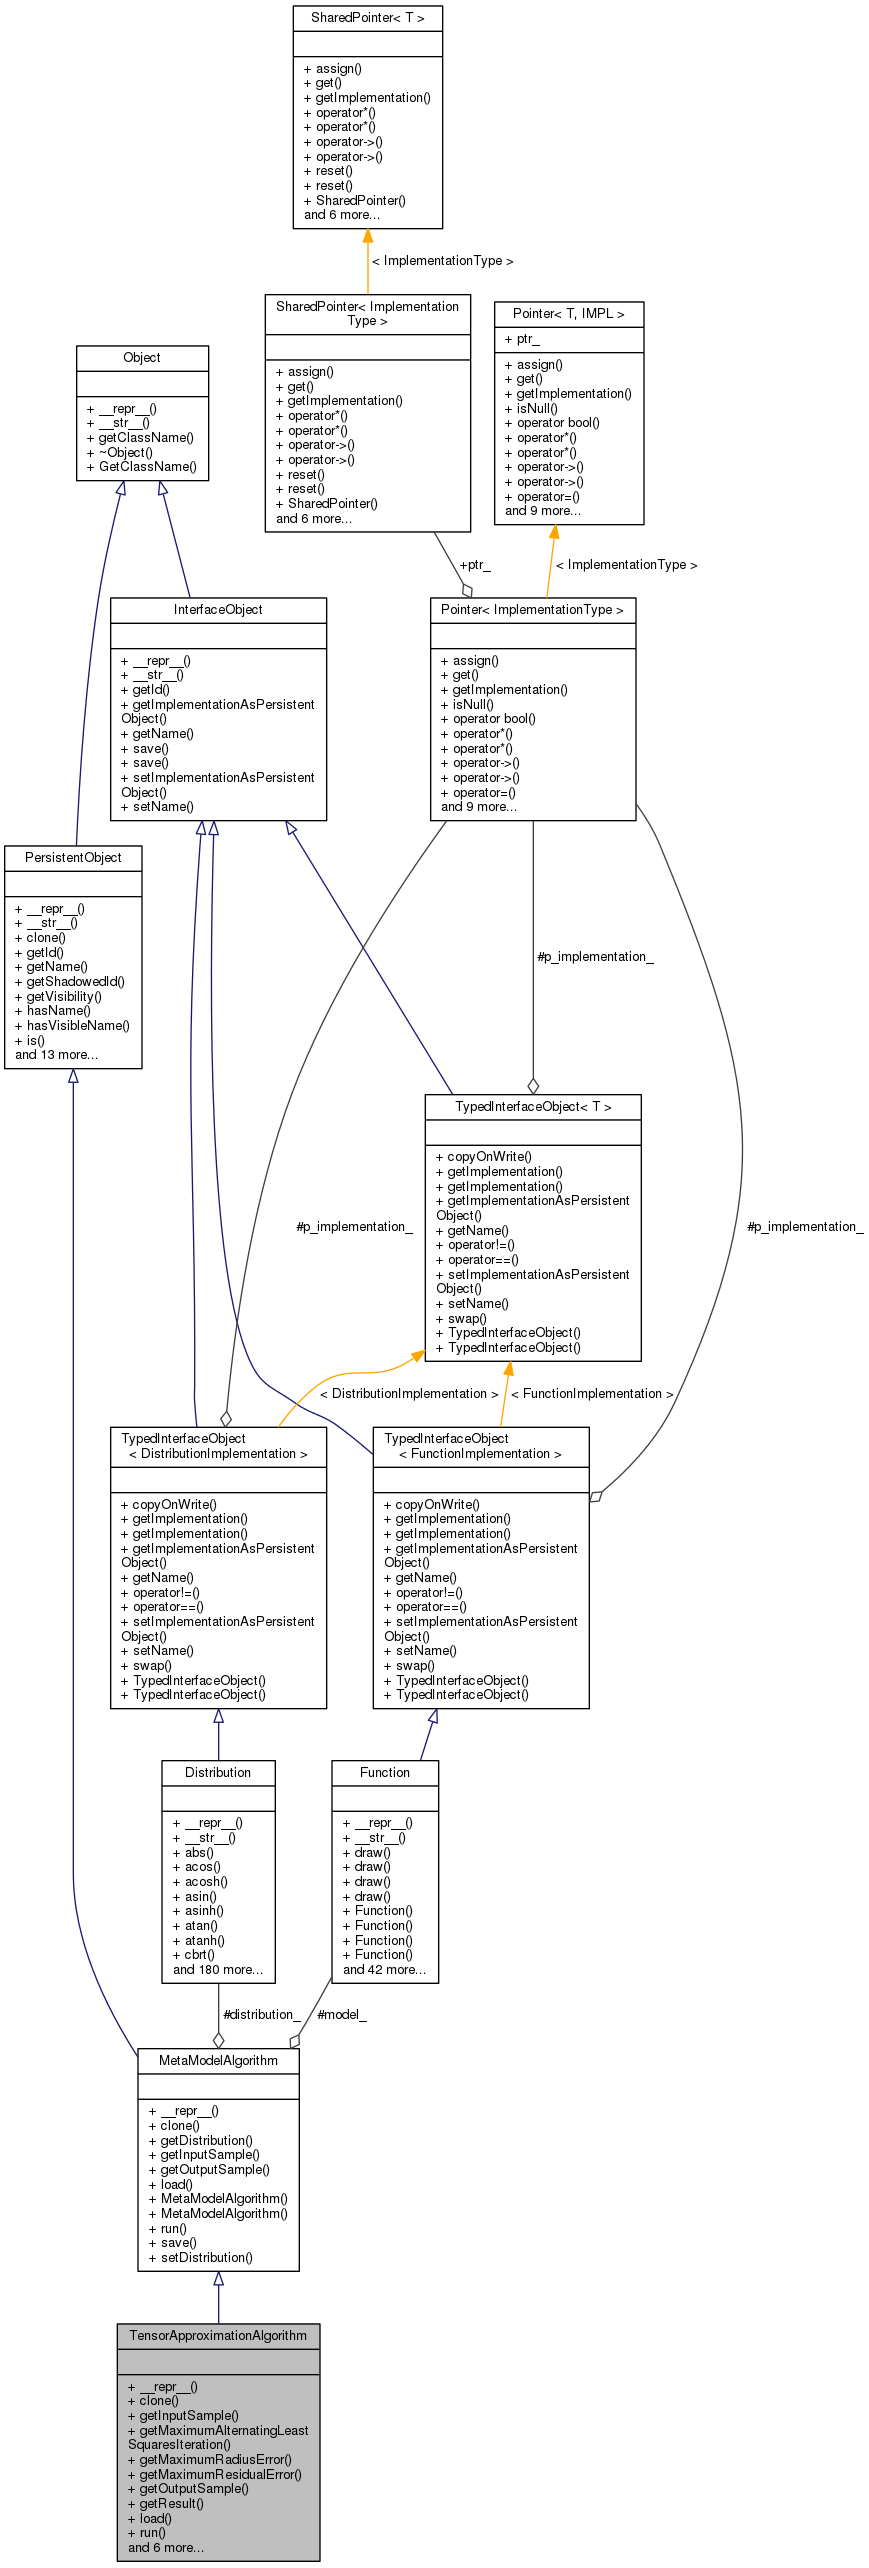 SharedPointer< T >
+ assign()
+ get()
+ getImplementation()
+ operator*()
+ operator*()
+ operator->()
+ operator->()
+ reset()
+ reset()
+ SharedPointer()
and 6 more...
< ImplementationType >
SharedPointer< Implementation
Type >
+ assign()
+ get()
+ getImplementation()
+ operator*()
+ operator*()
+ operator->()
+ operator->()
+ reset()
+ reset()
+ SharedPointer()
and 6 more...
Pointer< T, IMPL >
+ ptr_
+ assign()
+ get()
+ getImplementation()
+ isNull()
+ operator bool()
+ operator*()
+ operator*()
+ operator->()
+ operator->()
+ operator=()
and 9 more...
Object
+ __repr__()
+ __str__()
+ getClassName()
+ ~Object()
+ GetClassName()
+ptr_
< ImplementationType >
InterfaceObject
+ __repr__()
+ __str__()
+ getId()
+ getImplementationAsPersistent
Object()
+ getName()
+ save()
+ save()
+ setImplementationAsPersistent
Object()
+ setName()
Pointer< ImplementationType >
+ assign()
+ get()
+ getImplementation()
+ isNull()
+ operator bool()
+ operator*()
+ operator*()
+ operator->()
+ operator->()
+ operator=()
and 9 more...
PersistentObject
+ __repr__()
+ __str__()
+ clone()
+ getId()
+ getName()
+ getShadowedId()
+ getVisibility()
+ hasName()
+ hasVisibleName()
+ is()
and 13 more...
#p_implementation_
TypedInterfaceObject< T >
+ copyOnWrite()
+ getImplementation()
+ getImplementation()
+ getImplementationAsPersistent
Object()
+ getName()
+ operator!=()
+ operator==()
+ setImplementationAsPersistent
Object()
+ setName()
+ swap()
+ TypedInterfaceObject()
+ TypedInterfaceObject()
#p_implementation_
#p_implementation_
< DistributionImplementation >
< FunctionImplementation >
TypedInterfaceObject
< DistributionImplementation >
+ copyOnWrite()
+ getImplementation()
+ getImplementation()
+ getImplementationAsPersistent
Object()
+ getName()
+ operator!=()
+ operator==()
+ setImplementationAsPersistent
Object()
+ setName()
+ swap()
+ TypedInterfaceObject()
+ TypedInterfaceObject()
TypedInterfaceObject
< FunctionImplementation >
+ copyOnWrite()
+ getImplementation()
+ getImplementation()
+ getImplementationAsPersistent
Object()
+ getName()
+ operator!=()
+ operator==()
+ setImplementationAsPersistent
Object()
+ setName()
+ swap()
+ TypedInterfaceObject()
+ TypedInterfaceObject()
Distribution
+ __repr__()
+ __str__()
+ abs()
+ acos()
+ acosh()
+ asin()
+ asinh()
+ atan()
+ atanh()
+ cbrt()
and 180 more...
Function
+ __repr__()
+ __str__()
+ draw()
+ draw()
+ draw()
+ draw()
+ Function()
+ Function()
+ Function()
+ Function()
and 42 more...
#distribution_
#model_
MetaModelAlgorithm
+ __repr__()
+ clone()
+ getDistribution()
+ getInputSample()
+ getOutputSample()
+ load()
+ MetaModelAlgorithm()
+ MetaModelAlgorithm()
+ run()
+ save()
+ setDistribution()
TensorApproximationAlgorithm
+ __repr__()
+ clone()
+ getInputSample()
+ getMaximumAlternatingLeast
SquaresIteration()
+ getMaximumRadiusError()
+ getMaximumResidualError()
+ getOutputSample()
+ getResult()
+ load()
+ run()
and 6 more...